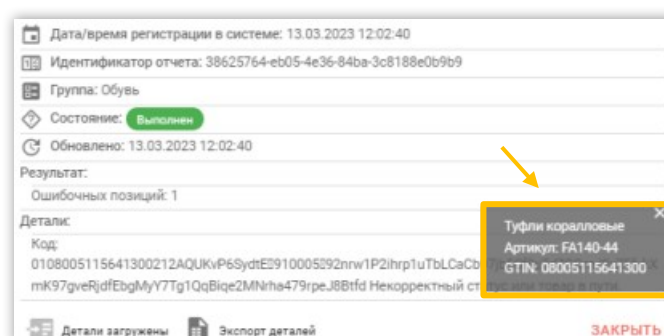 Дата/время регистрации в системе: 13.03.2023 12:02:40
Идентификатор отчета: 38625764-eb05-4e36-84ba-3c8188e0b9b9
Группа: Обувь
Состояние: Выполнен
Обновлено: 13.03.2023 12:02:40
Результат:
Ошибочных позиций: 1
Детали:
Туфли коралловые
Артикул: FA140-44
GTIN: 08005115641300
Код:
0108005115641300212AQUKvP6SydtE91000592nrw1P2ihrp1uTbLCaCb
mK97gveRjdfEbgMyY7Tg1QqBiqe2MNrha479rpeJ8Btfd Некорректный статус или товар в пути.
Детали загружены Экспорт деталей ЗАКРЫТЬ